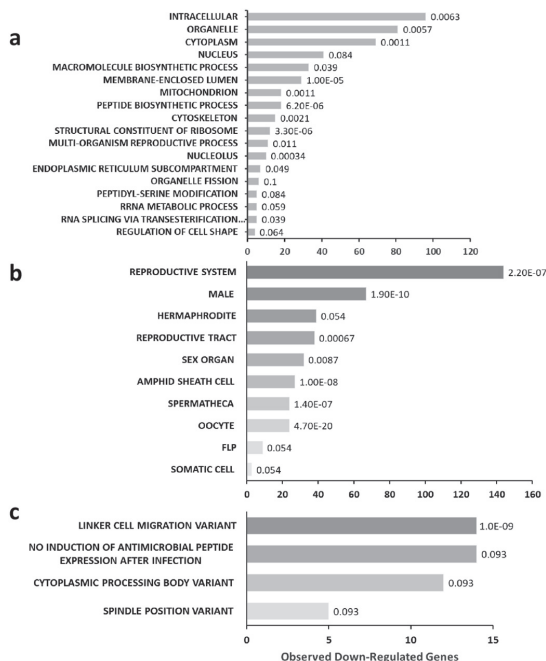 a
INTRACELLULAR 0.0063
ORGANELLE 0.0057
CYTOPLASM 0.0011
NUCLEUS 0.084
MACROMOLECULE BIOSYNTHETIC PROCESS 0.039
MEMBRANE-ENCLOSED LUMEN 1.00E-05
MITOCHONDRION 0.0011
PEPTIDE BIOSYNTHETIC PROCESS 6.20E-06
CYTOSKELETON 0.0021
STRUCTURAL CONSTITUENT OF RIBOSOME 3.30E-06
MULTI-ORGANISM REPRODUCTIVE PROCESS 0.011
NUCLEOLUS 0.00034
ENDOPLASMIC RETICULUM SUBCOMPARTMENT 0.049
ORGANELLE FISSION 0.1
PEPTIDYL-SERINE MODIFICATION 0.084
RRNA METABOLIC PROCESS 0.059
RNA SPLICING VIA TRANSESTERIFICATION... 0.039
REGULATION OF CELL SHAPE 0.064
0 20 40 60 80 100 120
b
REPRODUCTIVE SYSTEM 2.20E-07
MALE 1.90E-10
HERMAPHRODITE 0.054
REPRODUCTIVE TRACT 0.00067
SEX ORGAN 0.0087
AMPHID SHEATH CELL 1.00E-08
SPERMATHECA 1.40E-07
OOCYTE 4.70E-20
FLP 0.054
SOMATIC CELL 0.054
0 20 40 60 80 100 120 140 160
c
LINKER CELL MIGRATION VARIANT 1.0E-09
NO INDUCTION OF ANTIMICROBIAL PEPTIDE
EXPRESSION AFTER INFECTION 0.093
CYTOPLASMIC PROCESSING BODY VARIANT 0.093
SPINDLE POSITION VARIANT 0.093
0 5 10 15
Observed Down-Regulated Genes